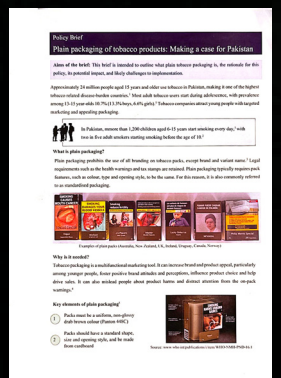 Policy Brief
Plain packaging of tobacco products: Making a case for Pakistan
Aims of the brief: This brief is intended to outline what plain tobacco packaging is, the rationale for this
policy, its potential impact, and likely challenges to implementation.
Approximately 24 million people aged 15 years and older use tobacco in Pakistan, making it one of the highest
tobacco-related disease-burden countries. Most adult tobacco users start during adolescence, with prevalence
among 13-15 year olds 10.7% (13.3% boys, 6.6% girls). Tobacco companies attract young people with targeted
marketing and appealing packaging.
In Pakistan, 1,200 children aged 6-15 years start smoking every day, with
two in five adult smokers starting smoking before the age of 10.
What is plain packaging?
Plain packaging prohibits the use of all branding on tobacco packs, except brand and variant name. Legal
requirements such as the health warnings and tax stamps are retained. Plain packaging typically requires pack
features, such as colour, type and opening style, to be the same. For this reason, it is also commonly referred
to as standardised packaging.
Examples of plain packs (Australia, New Zealand, UK, Ireland, Uruguay, Canada, Norway)
Why is it needed?
Tobacco packaging is a multifunctional marketing tool. It can increase brand and product appeal, particularly
among younger people, foster positive brand attitudes and perceptions, influence product choice and help
drive sales. It can also mislead people about product harms and distract attention from the on-pack
warnings.
Key elements of plain packaging
1 Packs must be a uniform, non-glossy
drab brown colour (Pantone 448C)
2 Packs should have a standard shape,
size and opening style, and be made
from cardboard